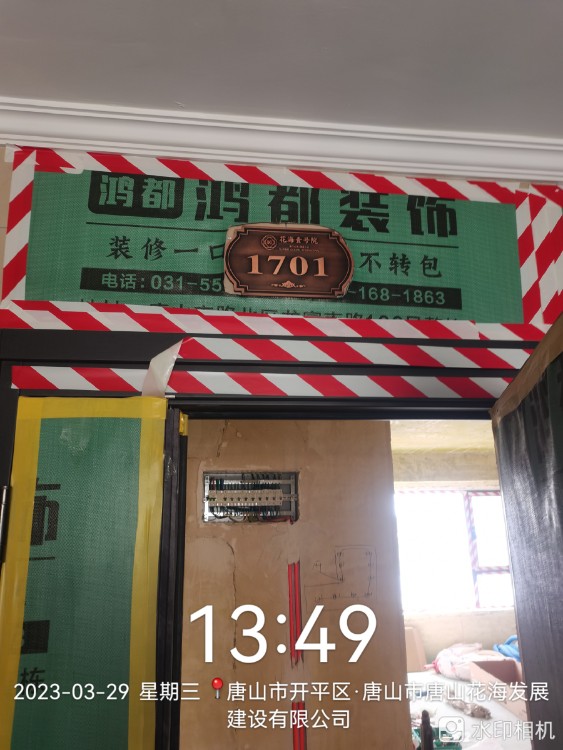 鸿都 鸿都装饰
装修一口
不转包
花海食学院
1701
电话:031-55
-168-1863
饰
栋
13:49
2023-03-29 星期三 唐山市开平区·唐山市唐山花海发展
建设有限公司
水印相机